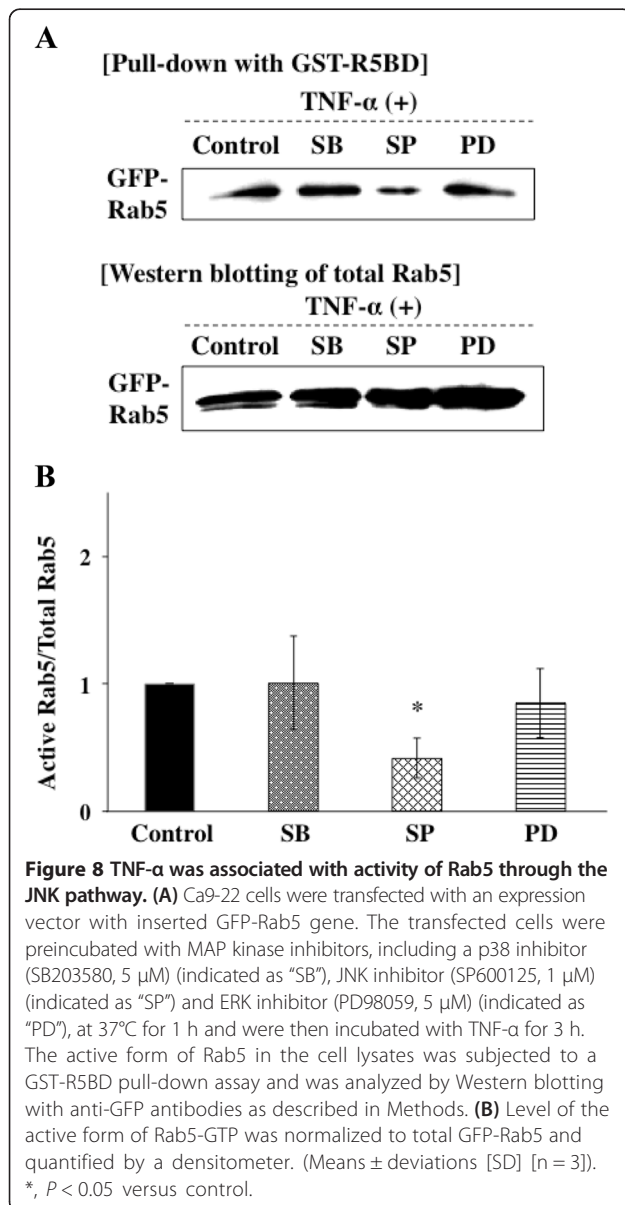 A
[Pull-down with GST-R5BD]
TNF-α (+)
Control SB SP PD
GFP-
Rab5
[Western blotting of total Rab5]
TNF-α (+)
Control SB SP PD
GFP-
Rab5
B
Active Rab5/Total Rab5
2
1
0
*
Control SB SP PD
Figure 8 TNF-α was associated with activity of Rab5 through the
JNK pathway. (A) Ca9-22 cells were transfected with an expression
vector with inserted GFP-Rab5 gene. The transfected cells were
preincubated with MAP kinase inhibitors, including a p38 inhibitor
(SB203580, 5 μM) (indicated as “SB”), JNK inhibitor (SP600125, 1 μM)
(indicated as “SP”) and ERK inhibitor (PD98059, 5 μM) (indicated as
“PD”), at 37°C for 1 h and were then incubated with TNF-α for 3 h.
The active form of Rab5 in the cell lysates was subjected to a
GST-R5BD pull-down assay and was analyzed by Western blotting
with anti-GFP antibodies as described in Methods. (B) Level of the
active form of Rab5-GTP was normalized to total GFP-Rab5 and
quantified by a densitometer. (Means ± deviations [SD] [n = 3]).
*, P < 0.05 versus control.